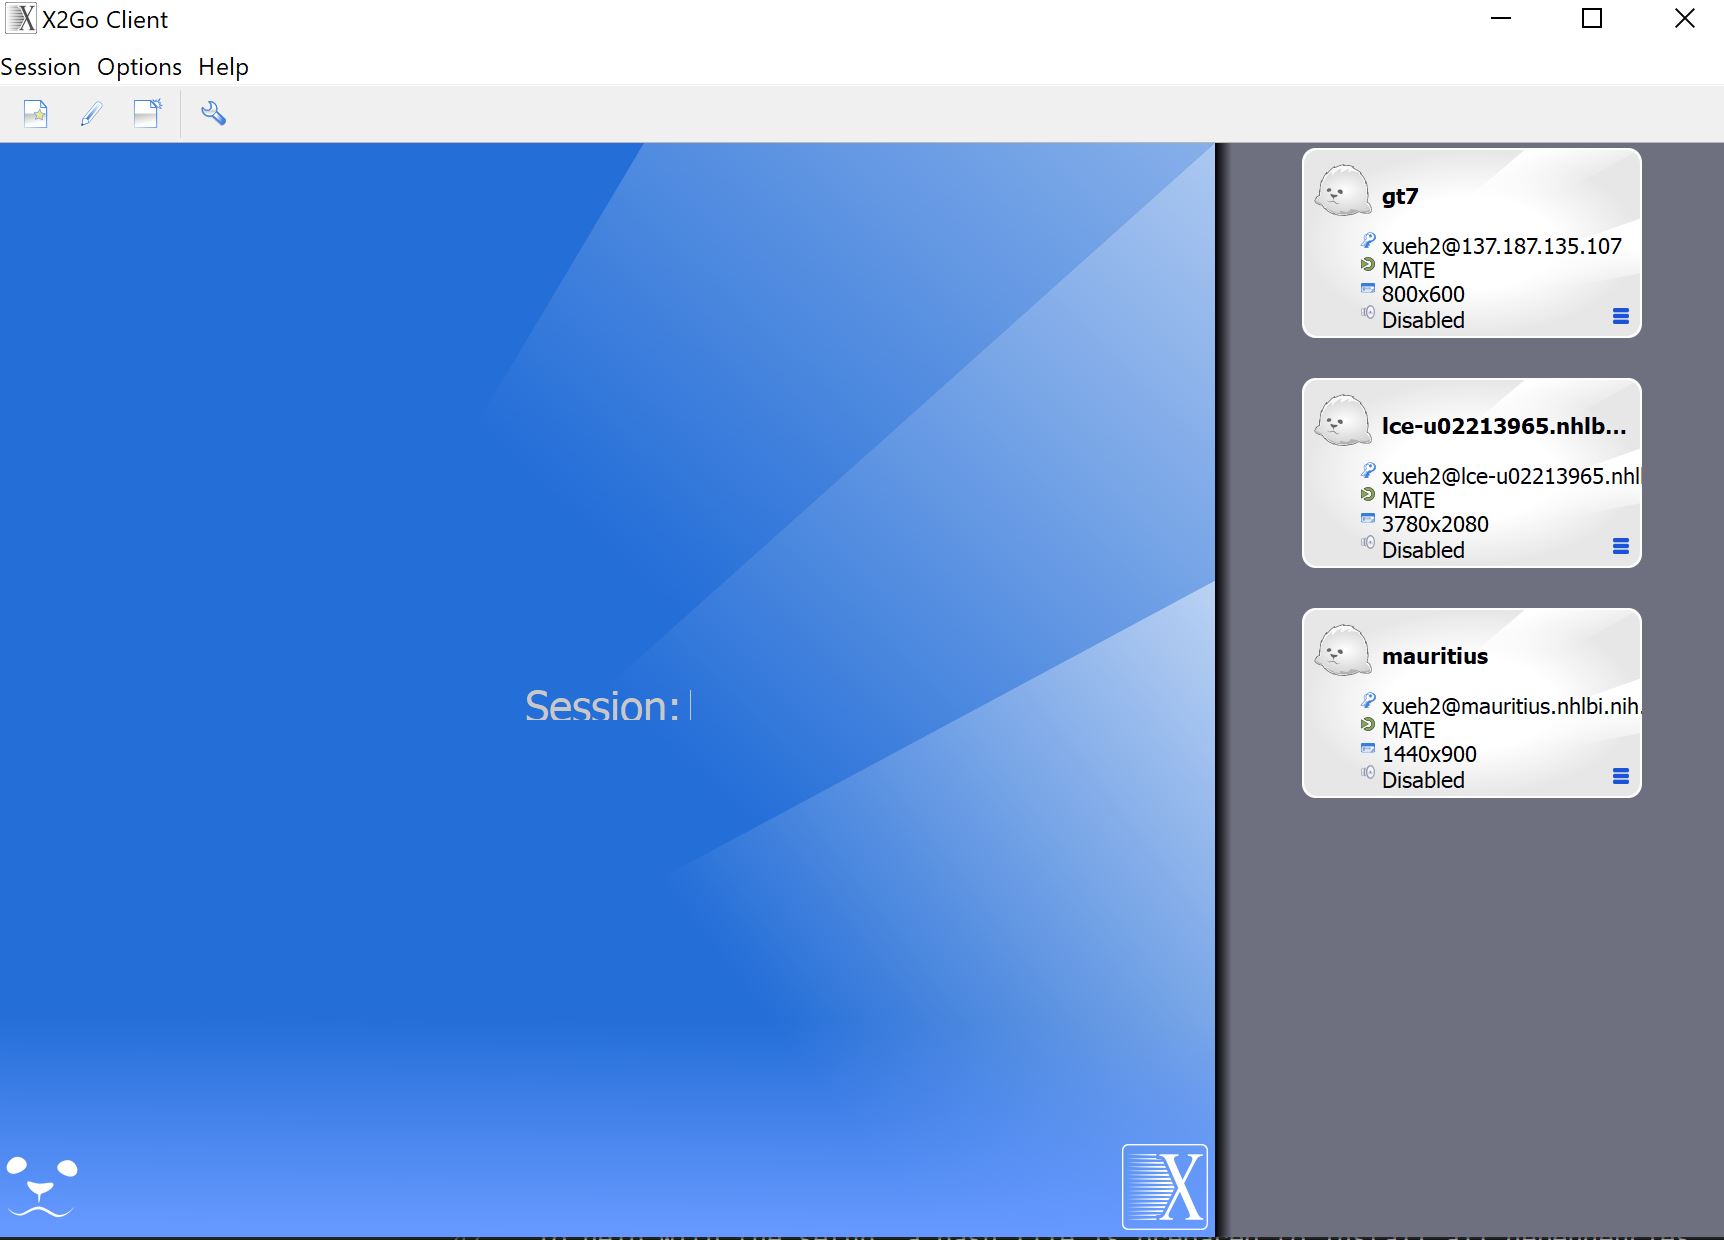 X2Go Client
Session Options Help
Session:
gt7
xueh2@137.187.135.107
MATE
800x600
Disabled
lce-u02213965.nhlb...
xueh2@lce-u02213965.nhl
MATE
3780x2080
Disabled
mauritius
xueh2@mauritius.nhlbi.nih.
MATE
1440x900
Disabled
X